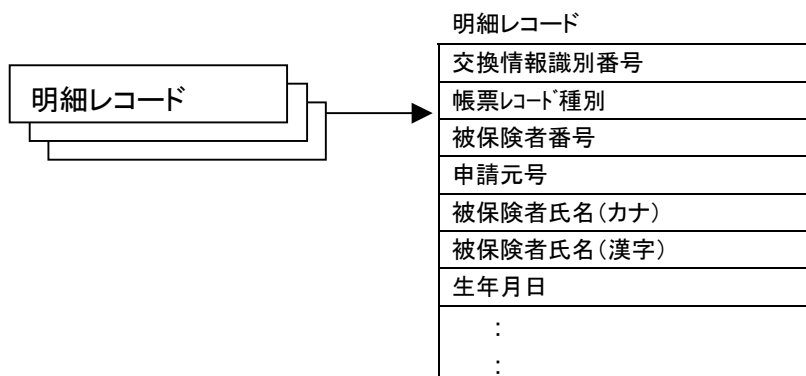 明細レコード
明細レコード
交換情報識別番号
帳票ﾚｺｰﾄﾞ種別
被保険者番号
申請元号
被保険者氏名(カナ)
被保険者氏名(漢字)
生年月日
:
: